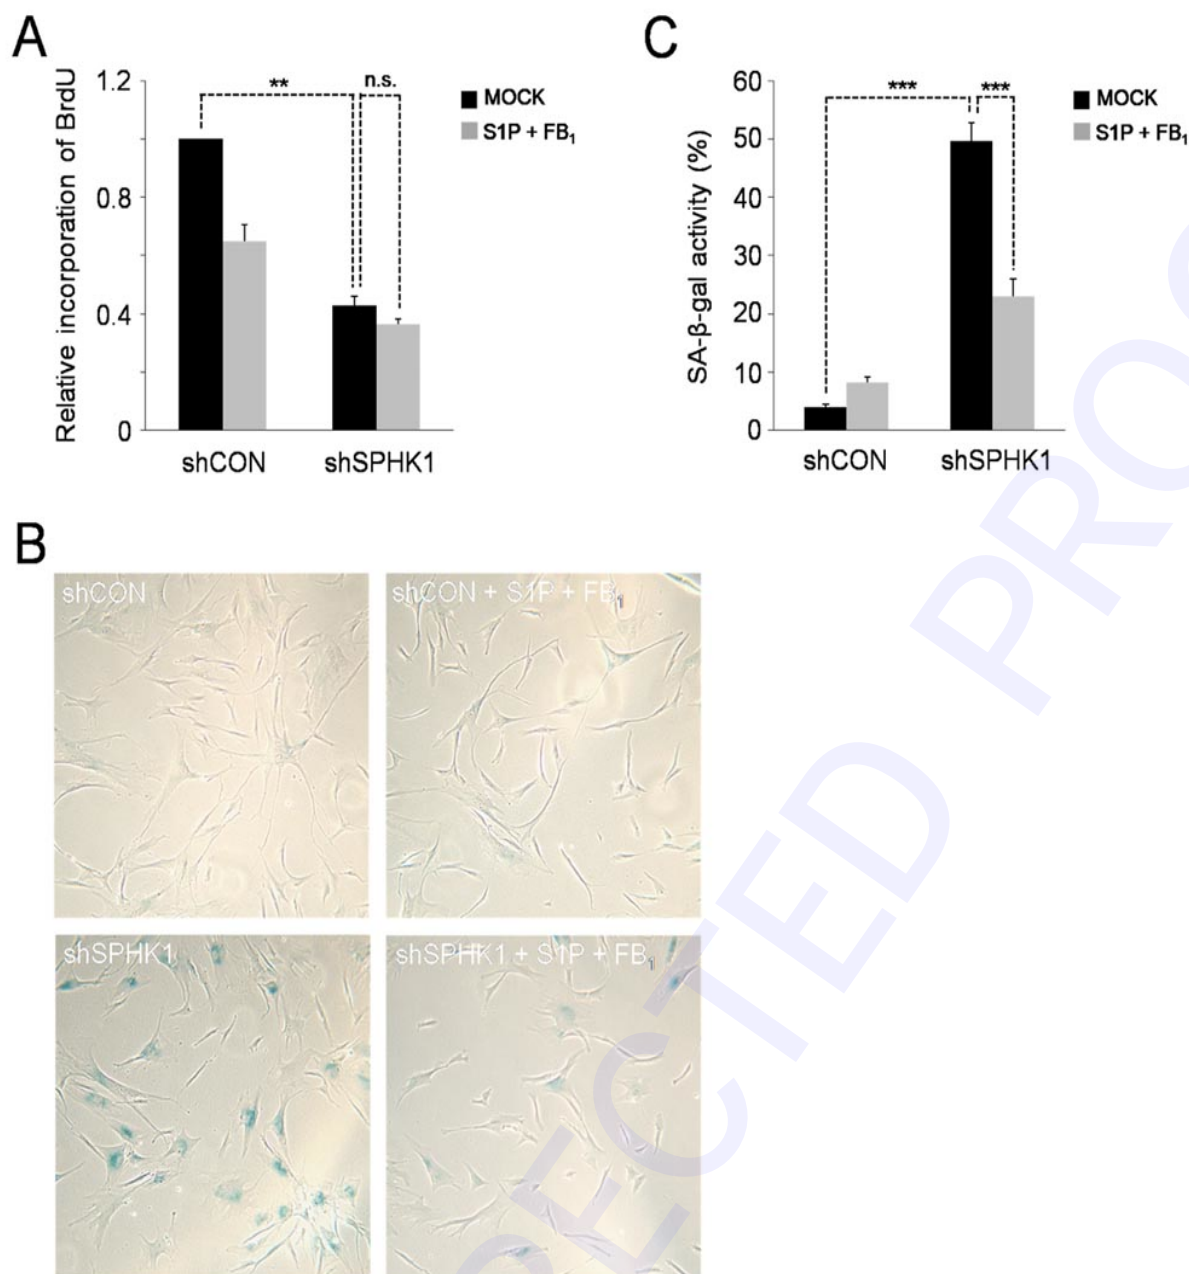 A
Relative incorporation of BrdU
1.2
0.8
0.4
0
**
n.s.
MOCK
S1P + FB₁
shCON
shSPHK1
C
SA-β-gal activity (%)
60
50
40
30
20
10
0
***
***
MOCK
S1P + FB₁
shCON
shSPHK1
B
shCON
shCON + S1P + FB₁
shSPHK1
shSPHK1 + S1P + FB₁